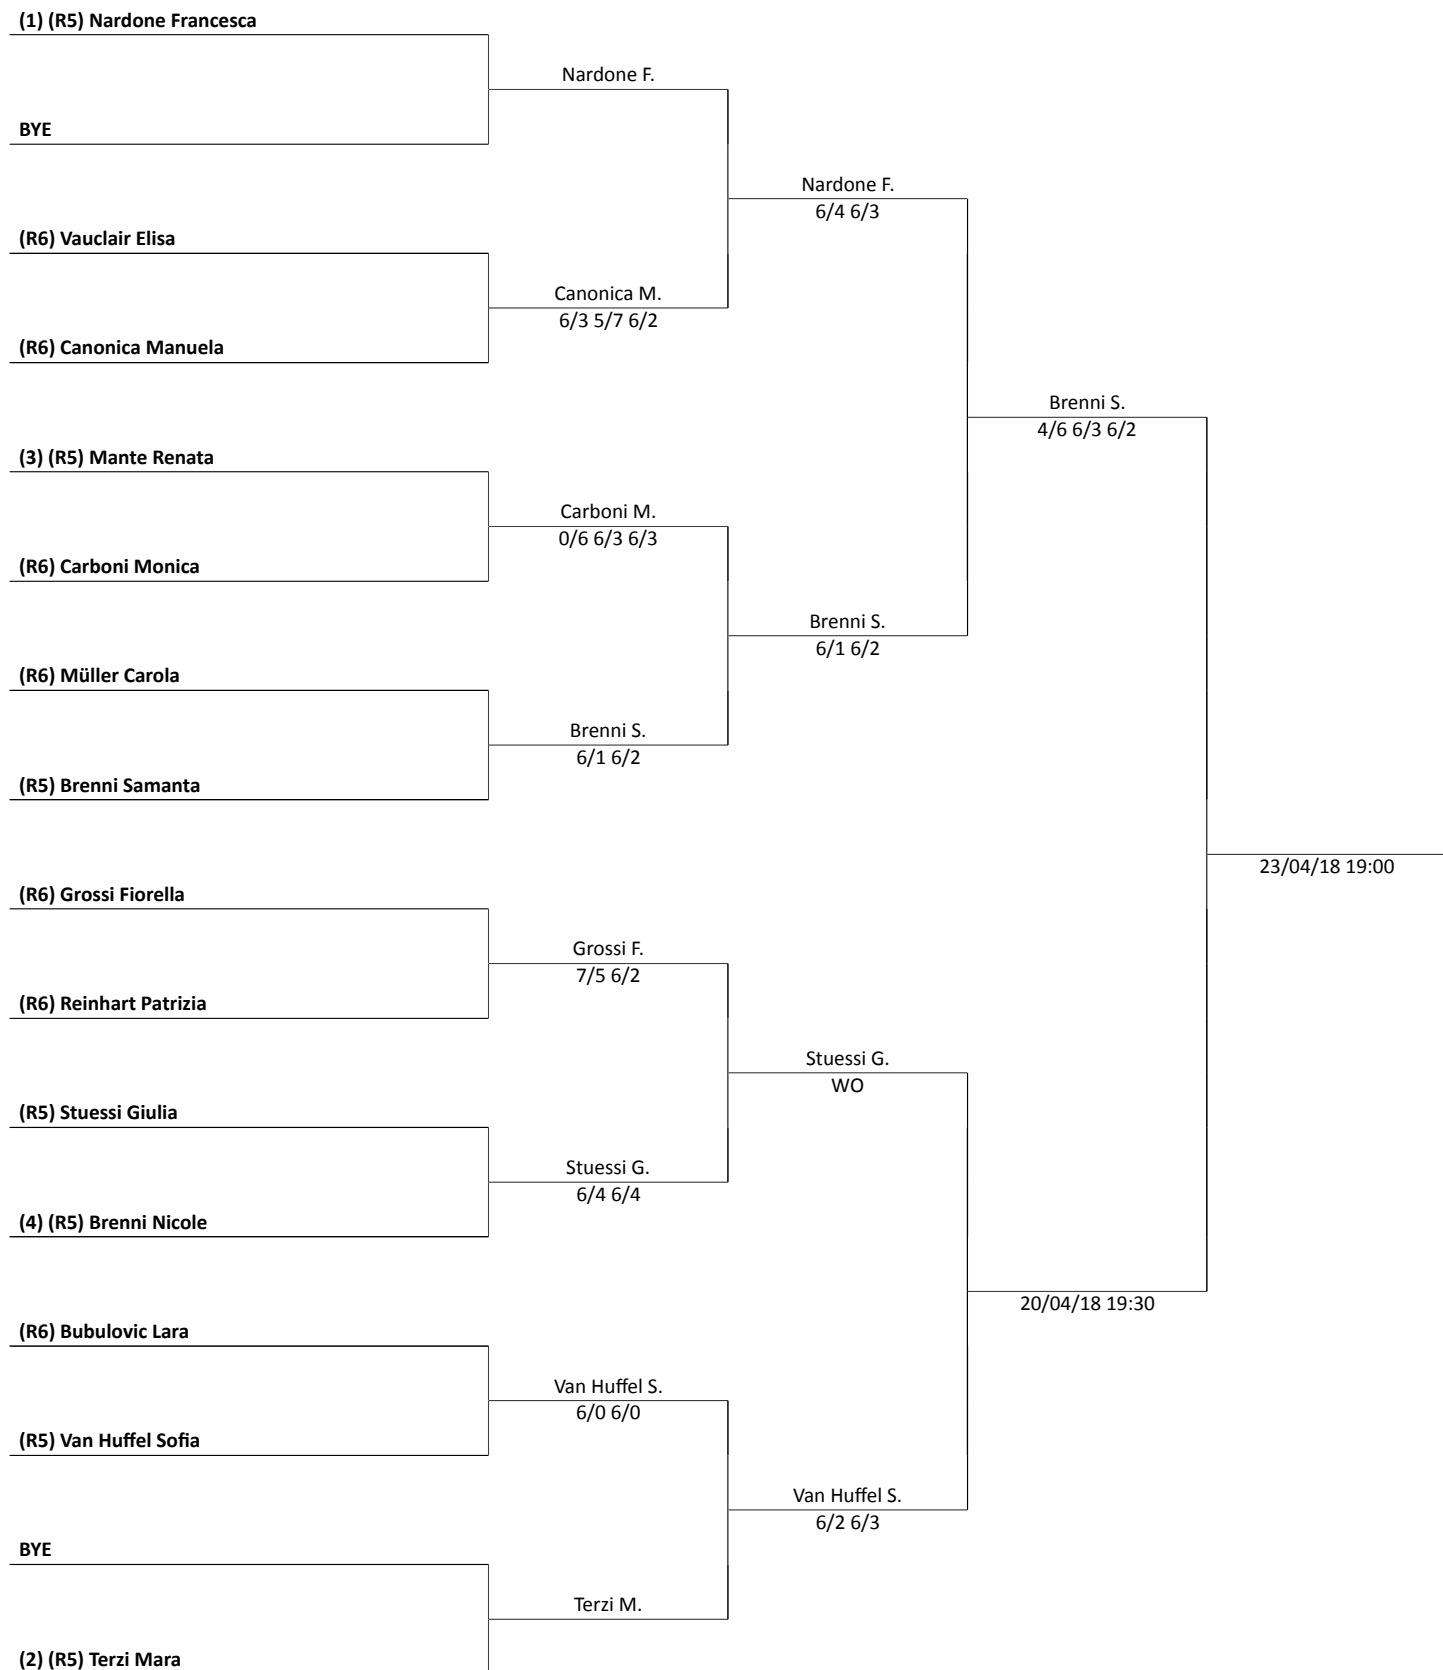 (1) (R5) Nardone Francesca
Nardone F.
BYE
Nardone F.
6/4 6/3
(R6) Vauclair Elisa
Canonica M.
6/3 5/7 6/2
(R6) Canonica Manuela
Brenni S.
4/6 6/3 6/2
(3) (R5) Mante Renata
Carboni M.
0/6 6/3 6/3
(R6) Carboni Monica
Brenni S.
6/1 6/2
(R6) Müller Carola
Brenni S.
6/1 6/2
(R5) Brenni Samanta
23/04/18 19:00
(R6) Grossi Fiorella
Grossi F.
7/5 6/2
(R6) Reinhart Patrizia
Stuessi G.
WO
(R5) Stuessi Giulia
Stuessi G.
6/4 6/4
(4) (R5) Brenni Nicole
20/04/18 19:30
(R6) Bubulovic Lara
Van Huffel S.
6/0 6/0
(R5) Van Huffel Sofia
Van Huffel S.
6/2 6/3
BYE
Terzi M.
(2) (R5) Terzi Mara